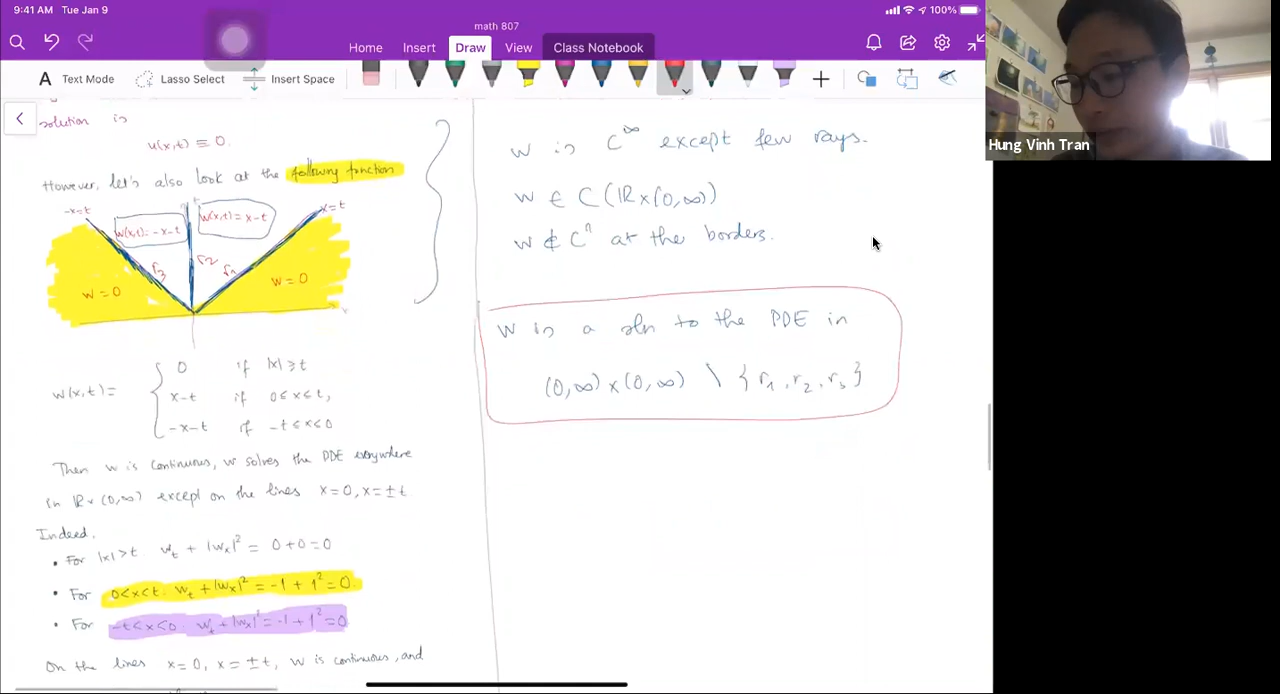 9:41 AM Tue Jan 9
100%
math 807
Home Insert Draw View Class Notebook
A Text Mode Lasso Select Insert Space
Hung Vinh Tran
solution is
u(x,t) ≡ 0.
However, let's also look at the following function
-x=t
w(x,t)= -x-t
w(x,t)= x-t
x=t
r3 r2 r1
w=0
w=0
x
w(x,t)= { 0 if |x| ≥ t
x-t if 0≤x≤t,
-x-t if -t≤x≤0
Then w is continuous, w solves the PDE everywhere
in ℝ×(0,∞) except on the lines x=0, x=±t.
Indeed,
• For |x|>t. wt + |wx|² = 0+0=0
• For 0<x<t. wt + |wx|² = -1 + 1² = 0.
• For -t<x<0. wt + |wx|² = -1 + 1² = 0
On the lines x=0, x=±t, w is continuous, and
w is C^∞ except few rays.
w ∈ C(ℝ×(0,∞))
w ∉ C¹ at the borders.
w is a soln to the PDE in
(0,∞)×(0,∞) \ { r1, r2, r3 }